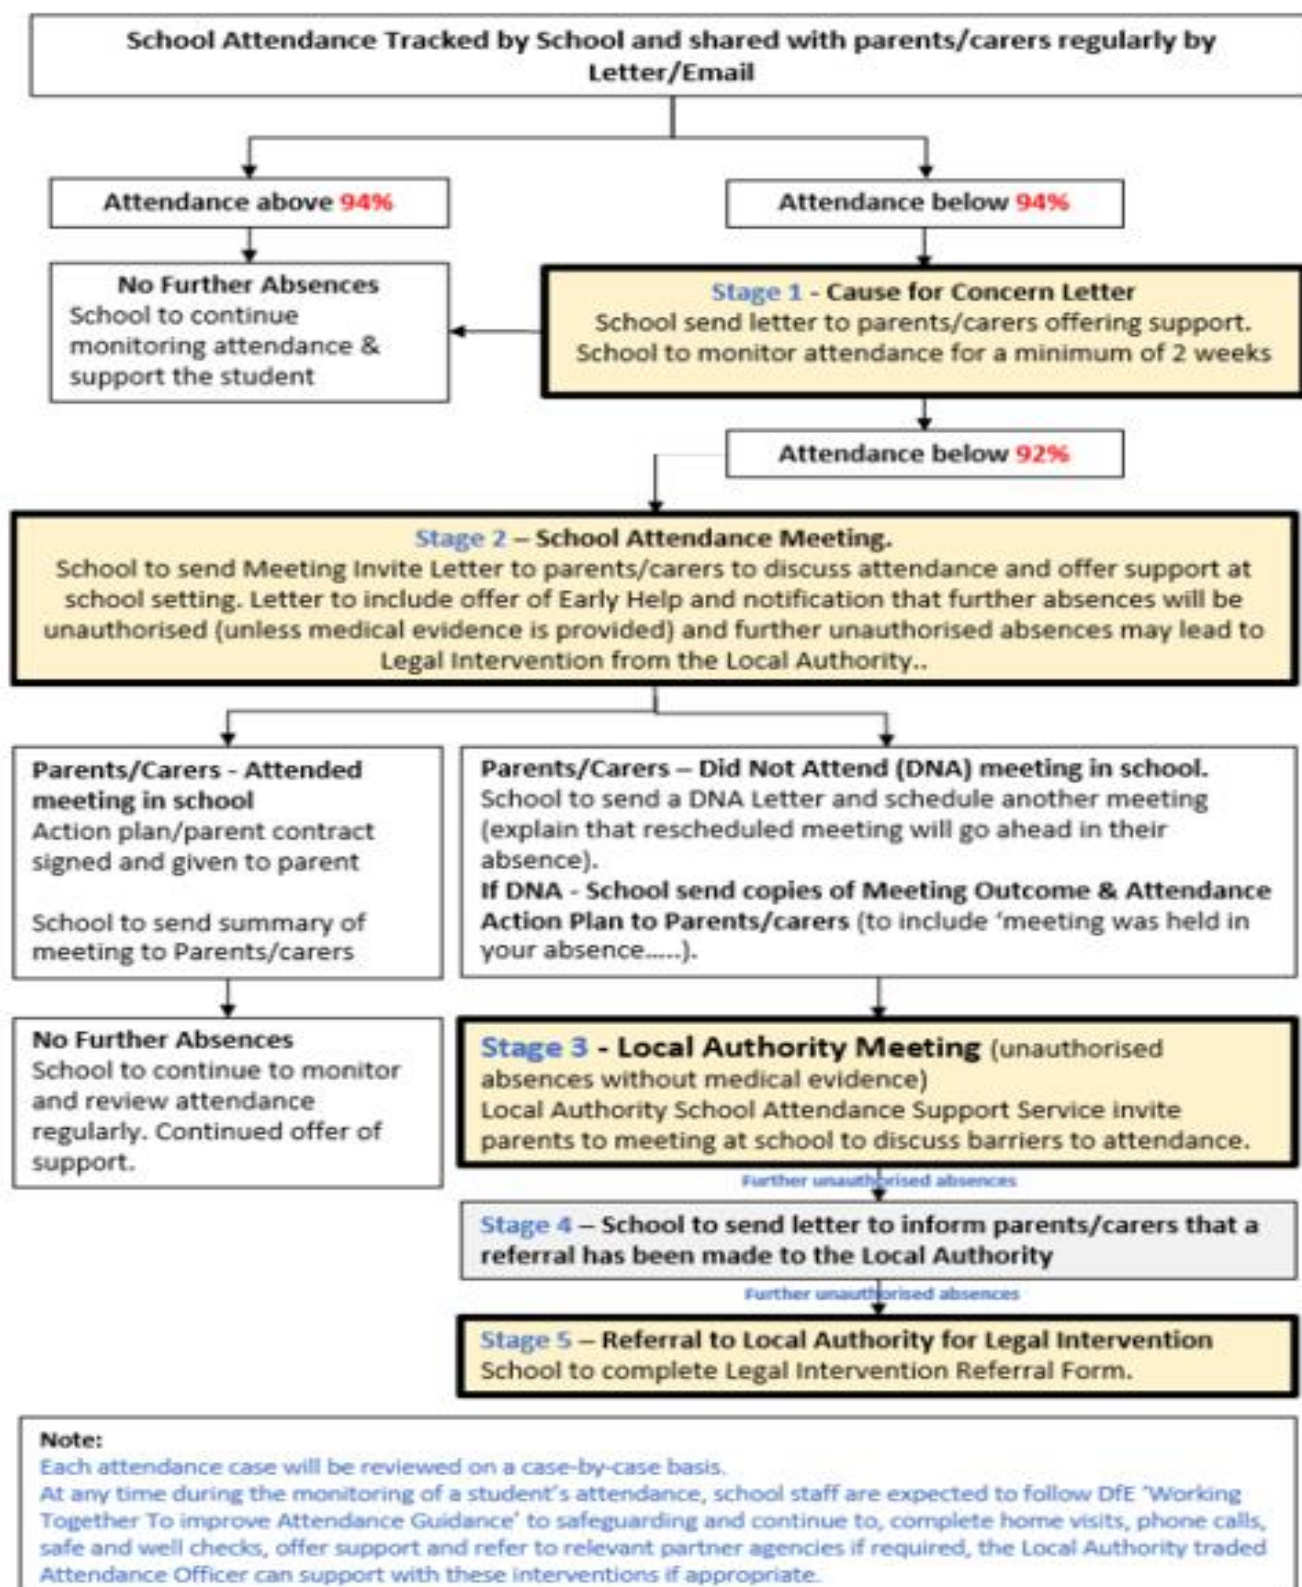 School Attendance Tracked by School and shared with parents/carers regularly by
Letter/Email
Attendance above 94%
Attendance below 94%
No Further Absences
School to continue
monitoring attendance &
support the student
Stage 1 - Cause for Concern Letter
School send letter to parents/carers offering support.
School to monitor attendance for a minimum of 2 weeks
Attendance below 92%
Stage 2 – School Attendance Meeting.
School to send Meeting Invite Letter to parents/carers to discuss attendance and offer support at
school setting. Letter to include offer of Early Help and notification that further absences will be
unauthorised (unless medical evidence is provided) and further unauthorised absences may lead to
Legal Intervention from the Local Authority..
Parents/Carers - Attended
meeting in school
Action plan/parent contract
signed and given to parent
School to send summary of
meeting to Parents/carers
Parents/Carers – Did Not Attend (DNA) meeting in school.
School to send a DNA Letter and schedule another meeting
(explain that rescheduled meeting will go ahead in their
absence).
If DNA - School send copies of Meeting Outcome & Attendance
Action Plan to Parents/carers (to include ‘meeting was held in
your absence…..).
No Further Absences
School to continue to monitor
and review attendance
regularly. Continued offer of
support.
Stage 3 - Local Authority Meeting (unauthorised
absences without medical evidence)
Local Authority School Attendance Support Service invite
parents to meeting at school to discuss barriers to attendance.
Further unauthorised absences
Stage 4 – School to send letter to inform parents/carers that a
referral has been made to the Local Authority
Further unauthorised absences
Stage 5 – Referral to Local Authority for Legal Intervention
School to complete Legal Intervention Referral Form.
Note:
Each attendance case will be reviewed on a case-by-case basis.
At any time during the monitoring of a student’s attendance, school staff are expected to follow DfE ‘Working
Together To improve Attendance Guidance’ to safeguarding and continue to, complete home visits, phone calls,
safe and well checks, offer support and refer to relevant partner agencies if required, the Local Authority traded
Attendance Officer can support with these interventions if appropriate.